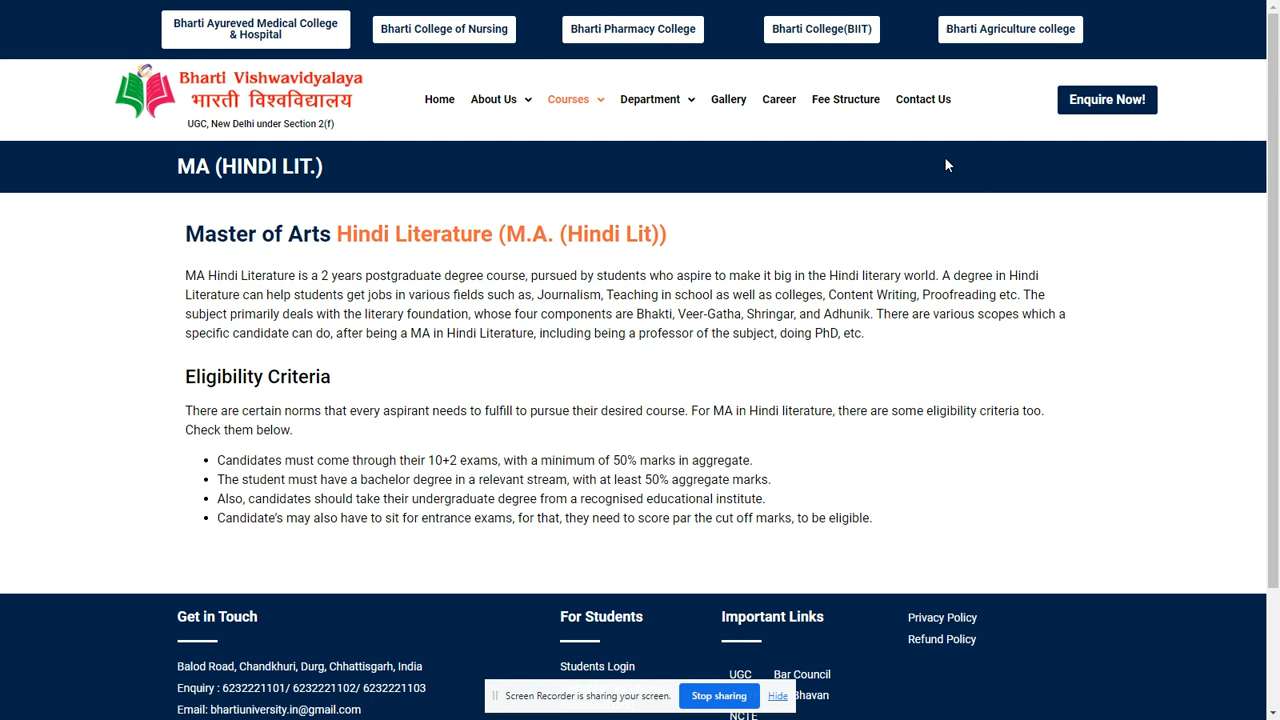 Bharti Ayureved Medical College
& Hospital
Bharti College of Nursing
Bharti Pharmacy College
Bharti College(BIIT)
Bharti Agriculture college
Bharti Vishwavidyalaya
भारती विश्वविद्यालय
UGC, New Delhi under Section 2(f)
Home About Us Courses Department Gallery Career Fee Structure Contact Us
Enquire Now!
MA (HINDI LIT.)
Master of Arts Hindi Literature (M.A. (Hindi Lit))
MA Hindi Literature is a 2 years postgraduate degree course, pursued by students who aspire to make it big in the Hindi literary world. A degree in Hindi
Literature can help students get jobs in various fields such as, Journalism, Teaching in school as well as colleges, Content Writing, Proofreading etc. The
subject primarily deals with the literary foundation, whose four components are Bhakti, Veer-Gatha, Shringar, and Adhunik. There are various scopes which a
specific candidate can do, after being a MA in Hindi Literature, including being a professor of the subject, doing PhD, etc.
Eligibility Criteria
There are certain norms that every aspirant needs to fulfill to pursue their desired course. For MA in Hindi literature, there are some eligibility criteria too.
Check them below.
• Candidates must come through their 10+2 exams, with a minimum of 50% marks in aggregate.
• The student must have a bachelor degree in a relevant stream, with at least 50% aggregate marks.
• Also, candidates should take their undergraduate degree from a recognised educational institute.
• Candidate's may also have to sit for entrance exams, for that, they need to score par the cut off marks, to be eligible.
Get in Touch
Balod Road, Chandkhuri, Durg, Chhattisgarh, India
Enquiry : 6232221101/ 6232221102/ 6232221103
Email: bhartiuniversity.in@gmail.com
For Students
Students Login
Important Links
UGC Bar Council
Bhavan
NCTE
Privacy Policy
Refund Policy
Screen Recorder is sharing your screen. Stop sharing Hide